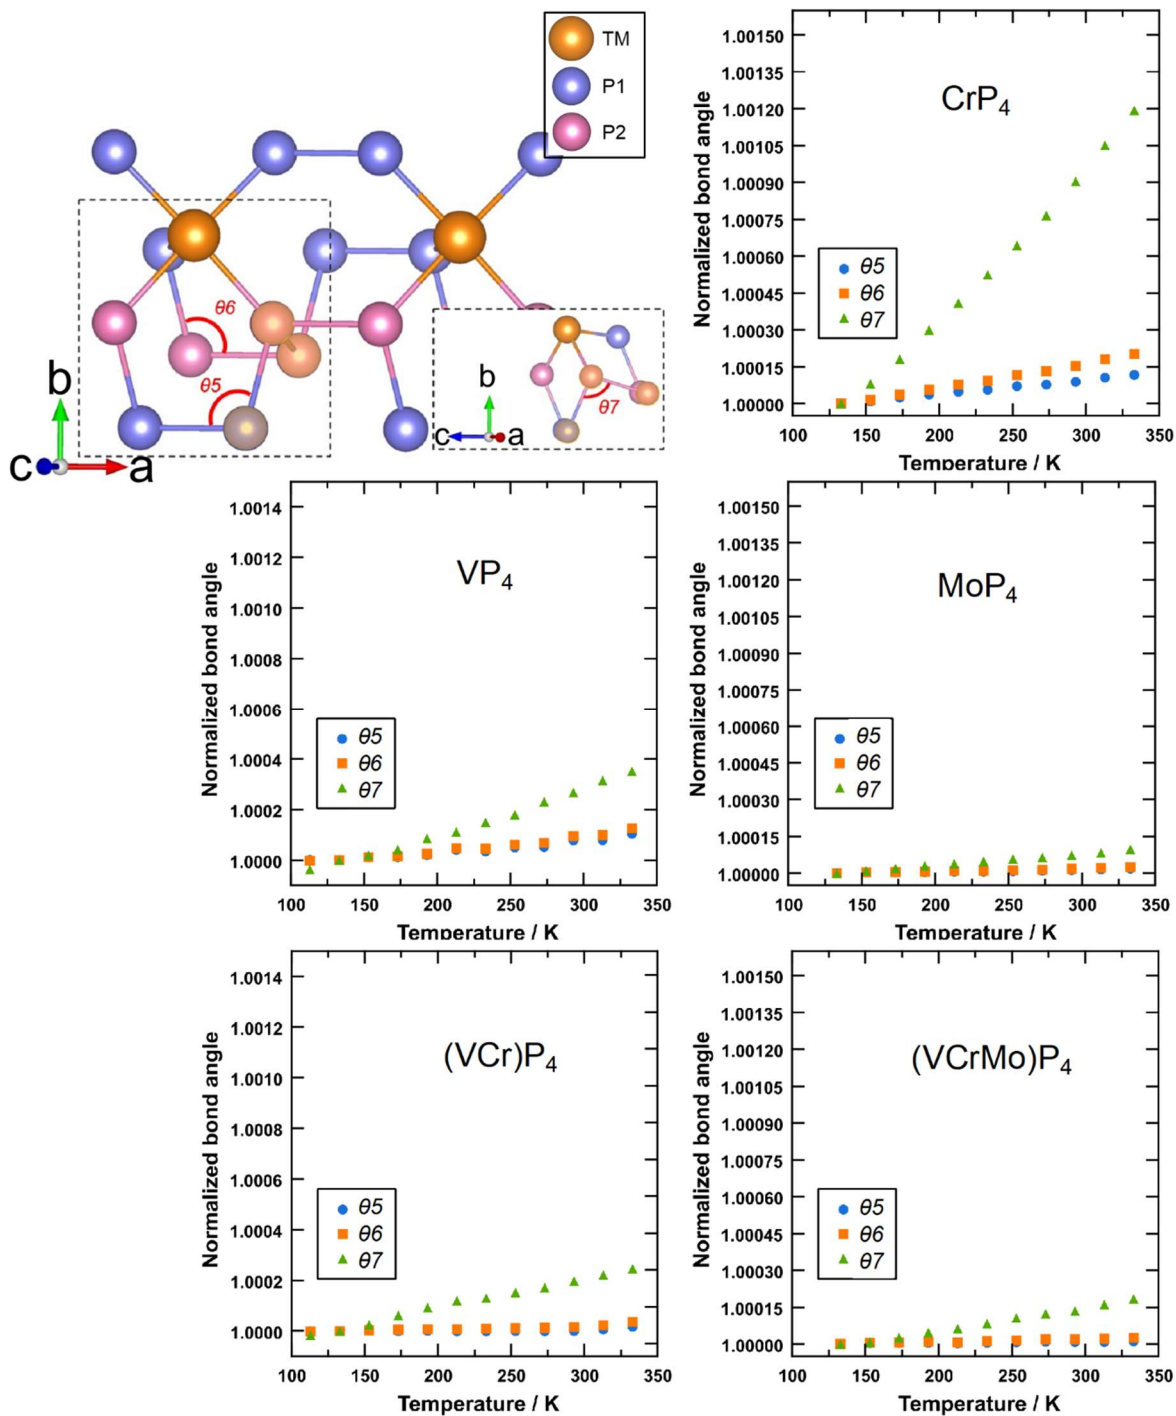 TM
P1
P2
θ6
θ5
b
c
a
b
c
a
θ7
CrP4
Normalized bond angle
1.00150
1.00135
1.00120
1.00105
1.00090
1.00075
1.00060
1.00045
1.00030
1.00015
1.00000
θ5
θ6
θ7
100 150 200 250 300 350
Temperature / K
VP4
Normalized bond angle
1.0014
1.0012
1.0010
1.0008
1.0006
1.0004
1.0002
1.0000
θ5
θ6
θ7
100 150 200 250 300 350
Temperature / K
MoP4
Normalized bond angle
1.00150
1.00135
1.00120
1.00105
1.00090
1.00075
1.00060
1.00045
1.00030
1.00015
1.00000
θ5
θ6
θ7
100 150 200 250 300 350
Temperature / K
(VCr)P4
Normalized bond angle
1.0014
1.0012
1.0010
1.0008
1.0006
1.0004
1.0002
1.0000
θ5
θ6
θ7
100 150 200 250 300 350
Temperature / K
(VCrMo)P4
Normalized bond angle
1.00150
1.00135
1.00120
1.00105
1.00090
1.00075
1.00060
1.00045
1.00030
1.00015
1.00000
θ5
θ6
θ7
100 150 200 250 300 350
Temperature / K